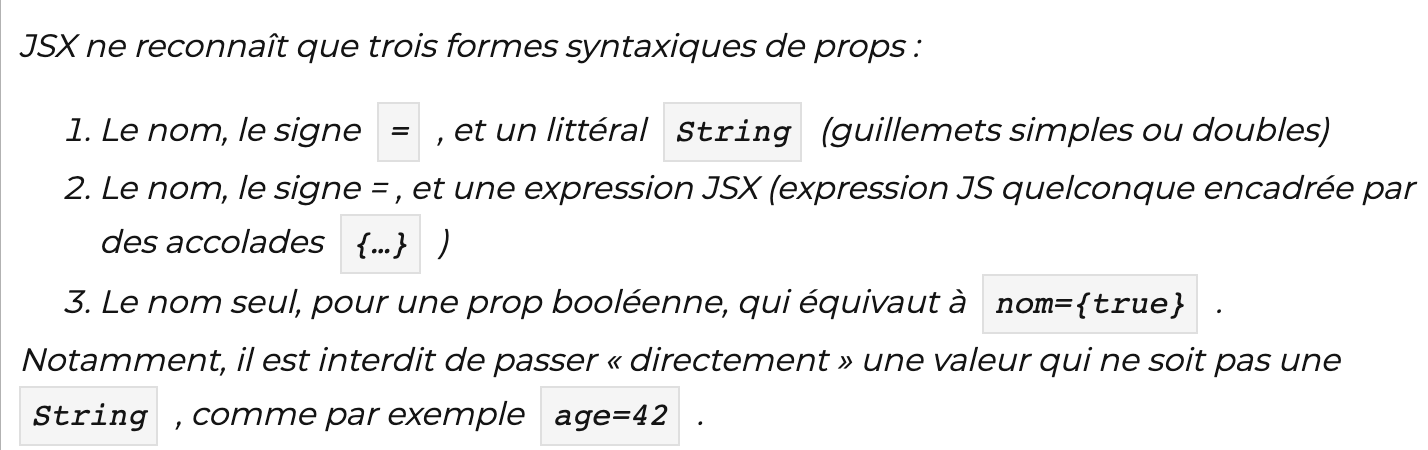 JSX ne reconnaît que trois formes syntaxiques de props :
1. Le nom, le signe = , et un littéral String (guillemets simples ou doubles)
2. Le nom, le signe = , et une expression JSX (expression JS quelconque encadrée par
des accolades {…} )
3. Le nom seul, pour une prop booléenne, qui équivaut à nom={true} .
Notamment, il est interdit de passer « directement » une valeur qui ne soit pas une
String , comme par exemple age=42 .